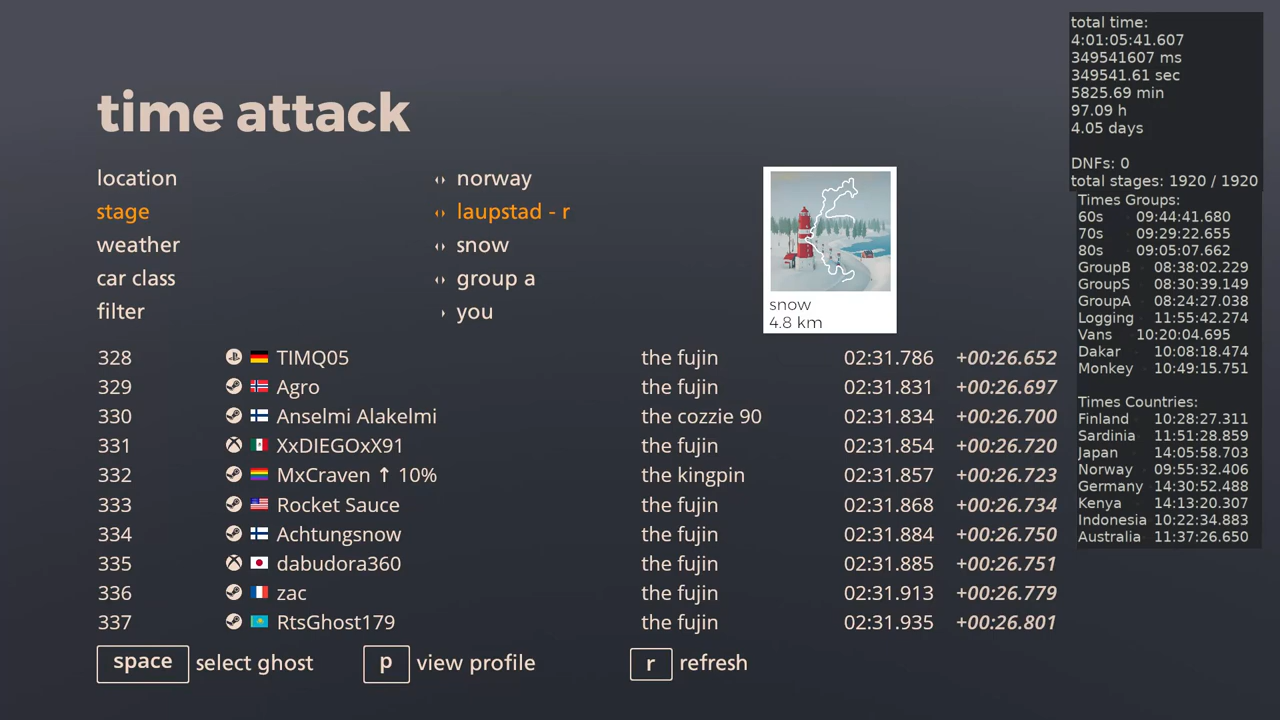 time attack
location norway
stage laupstad - r
weather snow
car class group a
filter you
snow
4.8 km
328 TIMQ05 the fujin 02:31.786 +00:26.652
329 Agro the fujin 02:31.831 +00:26.697
330 Anselmi Alakelmi the cozzie 90 02:31.834 +00:26.700
331 XxDIEGOxX91 the fujin 02:31.854 +00:26.720
332 MxCraven ↑ 10% the kingpin 02:31.857 +00:26.723
333 Rocket Sauce the fujin 02:31.868 +00:26.734
334 Achtungsnow the fujin 02:31.884 +00:26.750
335 dabudora360 the fujin 02:31.885 +00:26.751
336 zac the fujin 02:31.913 +00:26.779
337 RtsGhost179 the fujin 02:31.935 +00:26.801
space select ghost p view profile r refresh
total time:
4:01:05:41.607
349541607 ms
349541.61 sec
5825.69 min
97.09 h
4.05 days
DNFs: 0
total stages: 1920 / 1920
Times Groups:
60s 09:44:41.680
70s 09:29:22.655
80s 09:05:07.662
GroupB 08:38:02.229
GroupS 08:30:39.149
GroupA 08:24:27.038
Logging 11:55:42.274
Vans 10:20:04.695
Dakar 10:08:18.474
Monkey 10:49:15.751
Times Countries:
Finland 10:28:27.311
Sardinia 11:51:28.859
Japan 14:05:58.703
Norway 09:55:32.406
Germany 14:30:52.488
Kenya 14:13:20.307
Indonesia 10:22:34.883
Australia 11:37:26.650